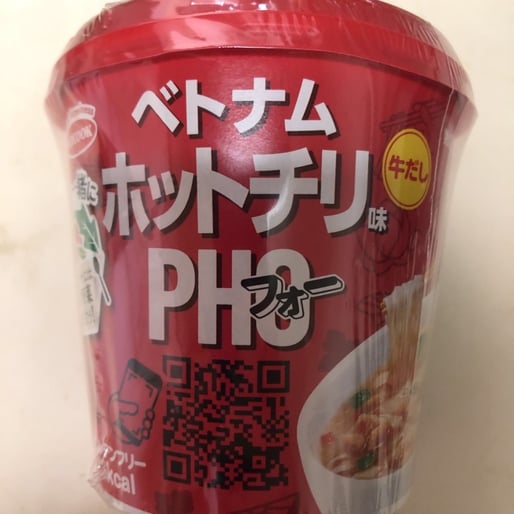 ベトナム
ホットチリ味
牛だし
PHO
フォー
kcal